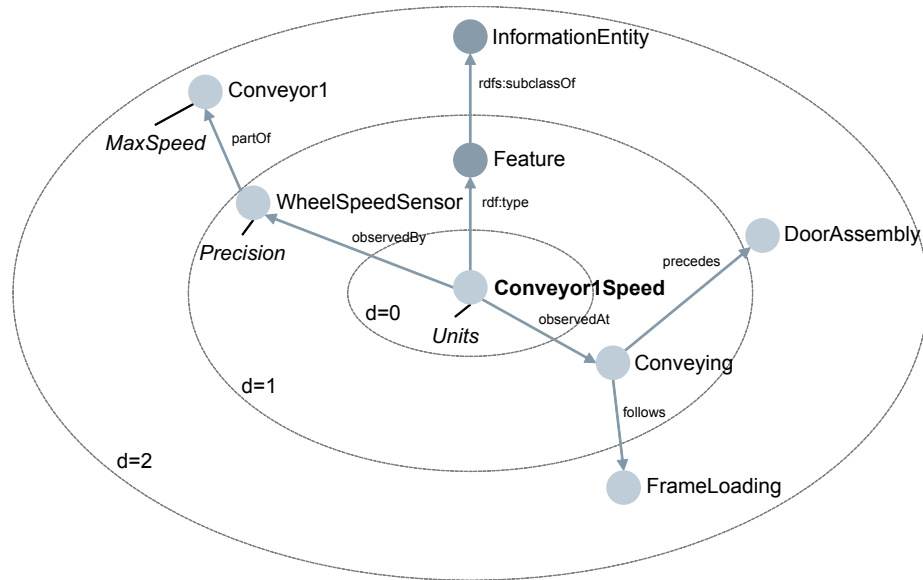 InformationEntity
rdfs:subclassOf
Conveyor1
MaxSpeed
partOf
Feature
WheelSpeedSensor
rdf:type
Precision
observedBy
DoorAssembly
precedes
Conveyor1Speed
d=0
Units
observedAt
Conveying
d=1
follows
d=2
FrameLoading